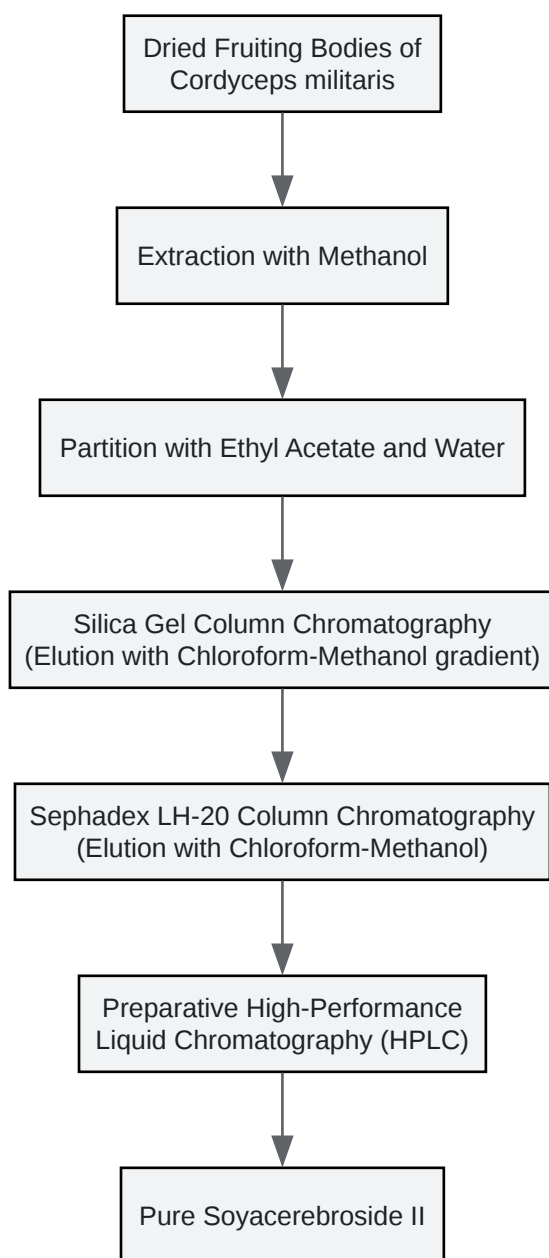 Dried Fruiting Bodies of
Cordyceps militaris
Extraction with Methanol
Partition with Ethyl Acetate and Water
Silica Gel Column Chromatography
(Elution with Chloroform-Methanol gradient)
Sephadex LH-20 Column Chromatography
(Elution with Chloroform-Methanol)
Preparative High-Performance
Liquid Chromatography (HPLC)
Pure Soyacerebroside II